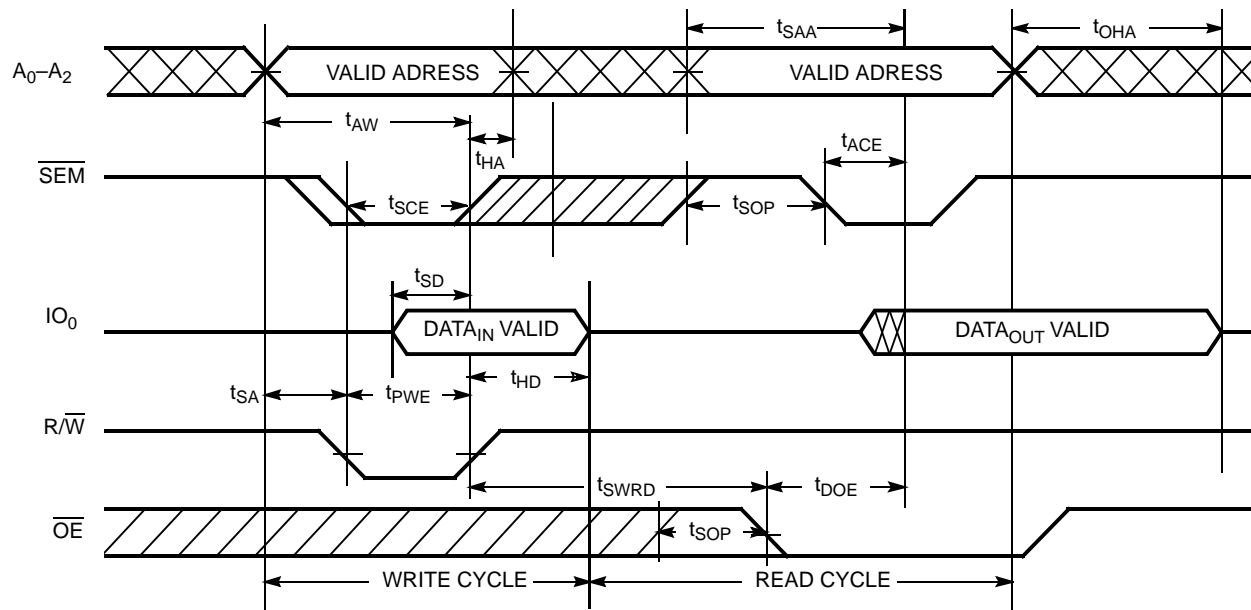 tSAA tOHA
A0–A2 VALID ADRESS VALID ADRESS
tAW
tHA tACE
SEM
tSCE tSOP
tSD
IO0 DATAIN VALID DATAOUT VALID
tSA tPWE tHD
R/W
tSWRD tDOE
OE tSOP
WRITE CYCLE READ CYCLE